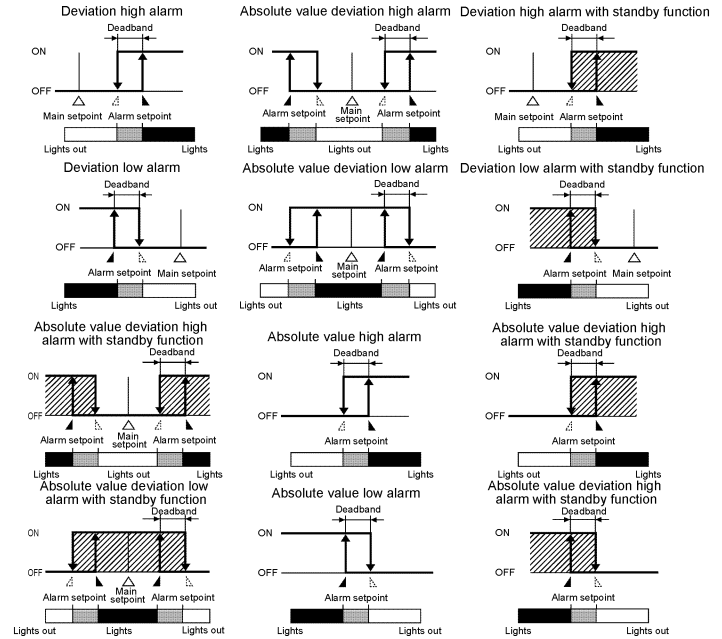 Deviation high alarm
Deadband
ON
OFF
Main setpoint
Alarm setpoint
Lights out
Lights
Absolute value deviation high alarm
Deadband
ON
OFF
Alarm setpoint
Main
setpoint
Alarm setpoint
Lights
Lights out
Lights
Deviation high alarm with standby function
Deadband
ON
OFF
Main setpoint
Alarm setpoint
Lights out
Lights
Deviation low alarm
Deadband
ON
OFF
Alarm setpoint
Main setpoint
Lights
Lights out
Absolute value deviation low alarm
Deadband
ON
OFF
Alarm setpoint
Main
setpoint
Alarm setpoint
Lights out
Lights
Lights out
Deviation low alarm with standby function
Deadband
ON
OFF
Alarm setpoint
Main setpoint
Lights
Lights out
Absolute value deviation high
alarm with standby function
Deadband
ON
OFF
Alarm setpoint
Main
setpoint
Alarm setpoint
Lights
Lights out
Lights
Absolute value high alarm
Deadband
ON
OFF
Alarm setpoint
Lights out
Lights
Absolute value deviation high
alarm with standby function
Deadband
ON
OFF
Alarm setpoint
Lights out
Lights
Absolute value deviation low
alarm with standby function
Deadband
ON
OFF
Alarm setpoint
Main
setpoint
Alarm setpoint
Lights out
Lights
Lights out
Absolute value low alarm
Deadband
ON
OFF
Alarm setpoint
Lights
Lights out
Absolute value deviation high
alarm with standby function
Deadband
ON
OFF
Alarm setpoint
Lights
Lights out